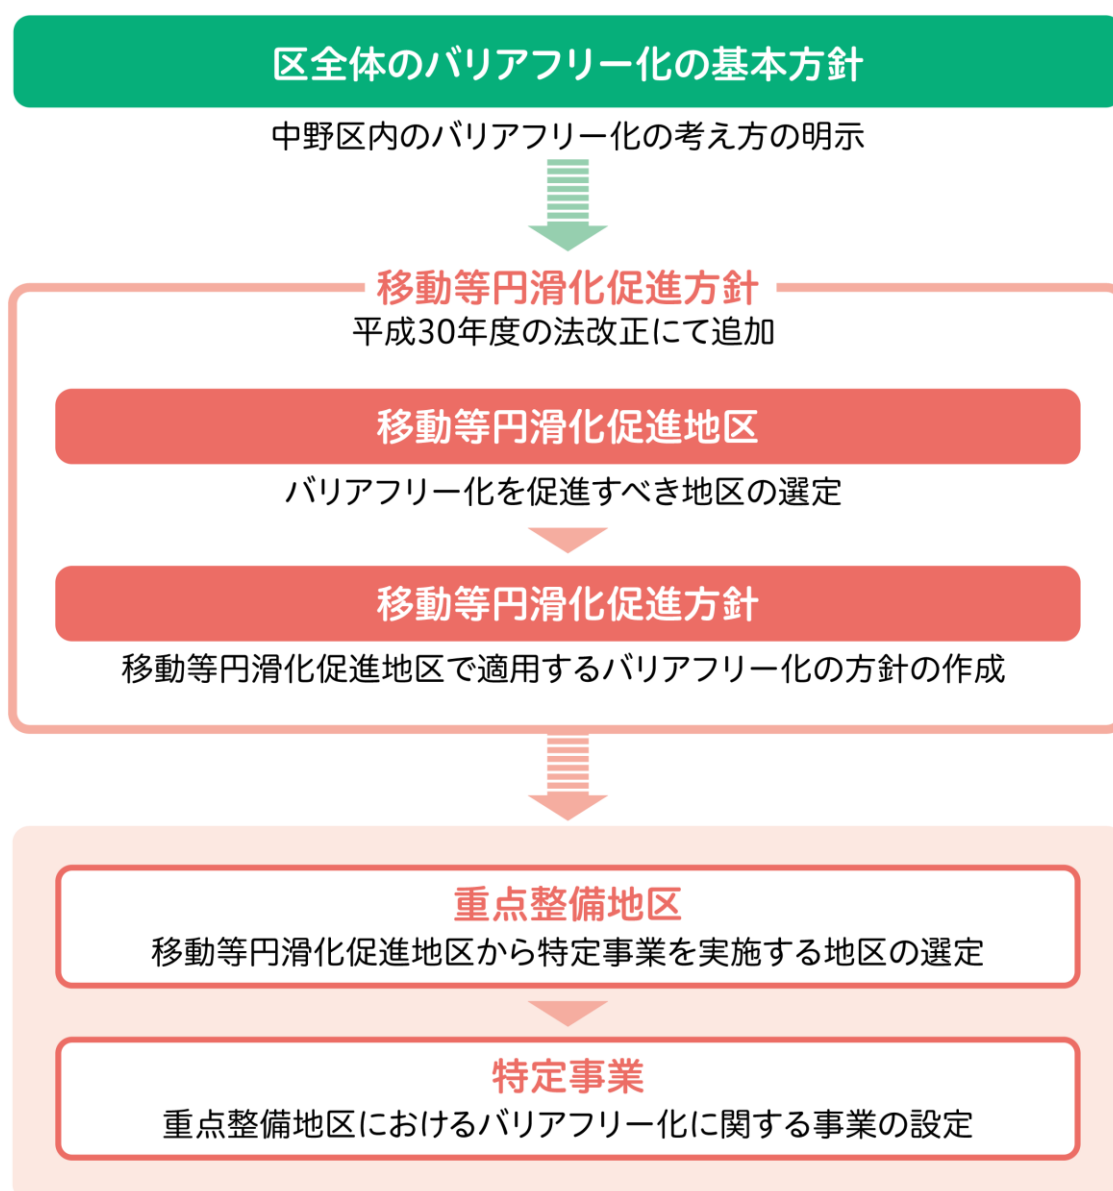 区全体のバリアフリー化の基本方針
中野区内のバリアフリー化の考え方の明示
移動等円滑化促進方針
平成30年度の法改正にて追加
移動等円滑化促進地区
バリアフリー化を促進すべき地区の選定
移動等円滑化促進方針
移動等円滑化促進地区で適用するバリアフリー化の方針の作成
重点整備地区
移動等円滑化促進地区から特定事業を実施する地区の選定
特定事業
重点整備地区におけるバリアフリー化に関する事業の設定